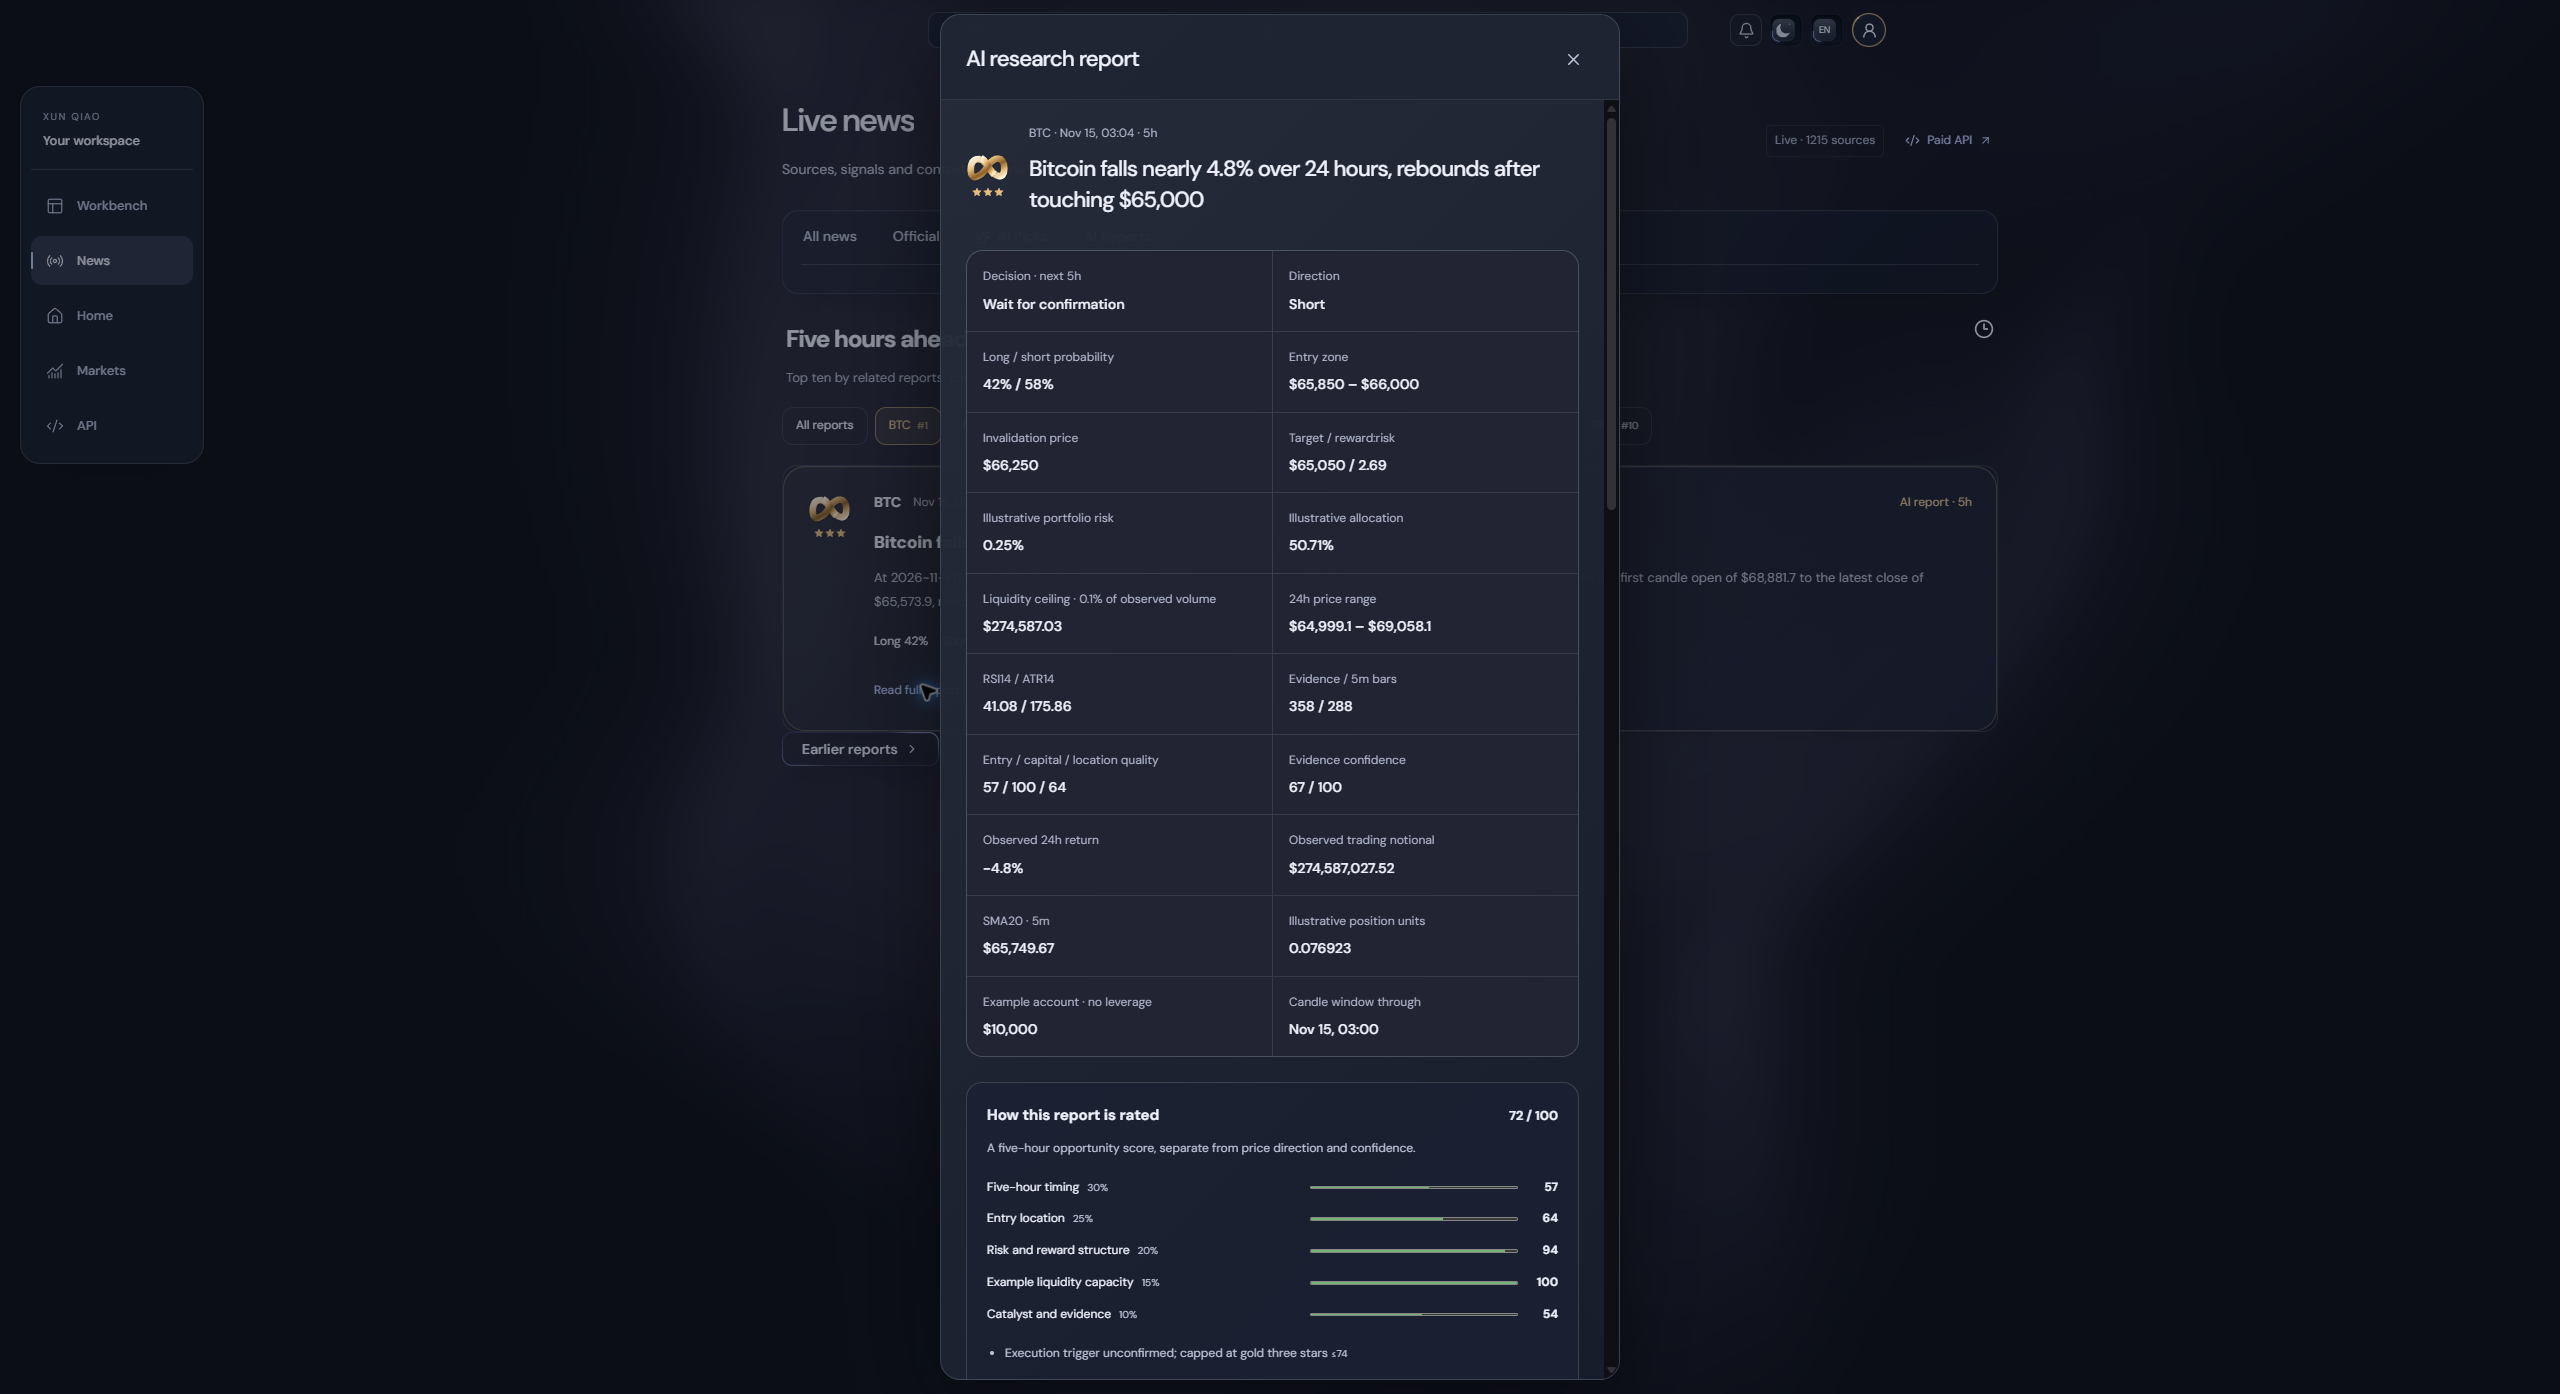 EN
XUN QIAO
Your workspace
Workbench
News
Home
Markets
API
Live news
Sources, signals and
Live · 1215 sources
Paid API
All news
Official
Five hours
Top ten by related reports
All reports
BTC #1
#10
BTC
Nov
Bitcoin
AI report · 5h
At 2026-11-
first candle open of $68,881.7 to the latest close of
$65,573.9,
Long 42%
Read full
Earlier reports
AI research report
BTC · Nov 15, 03:04 · 5h
Bitcoin falls nearly 4.8% over 24 hours, rebounds after
touching $65,000
Decision · next 5h
Wait for confirmation
Direction
Short
Long / short probability
42% / 58%
Entry zone
$65,850 – $66,000
Invalidation price
$66,250
Target / reward:risk
$65,050 / 2.69
Illustrative portfolio risk
0.25%
Illustrative allocation
50.71%
Liquidity ceiling · 0.1% of observed volume
$274,587.03
24h price range
$64,999.1 – $69,058.1
RSI14 / ATR14
41.08 / 175.86
Evidence / 5m bars
358 / 288
Entry / capital / location quality
57 / 100 / 64
Evidence confidence
67 / 100
Observed 24h return
-4.8%
Observed trading notional
$274,587,027.52
SMA20 · 5m
$65,749.67
Illustrative position units
0.076923
Example account · no leverage
$10,000
Candle window through
Nov 15, 03:00
How this report is rated
72 / 100
A five-hour opportunity score, separate from price direction and confidence.
Five-hour timing 30% 57
Entry location 25% 64
Risk and reward structure 20% 94
Example liquidity capacity 15% 100
Catalyst and evidence 10% 54
• Execution trigger unconfirmed; capped at gold three stars ≤74